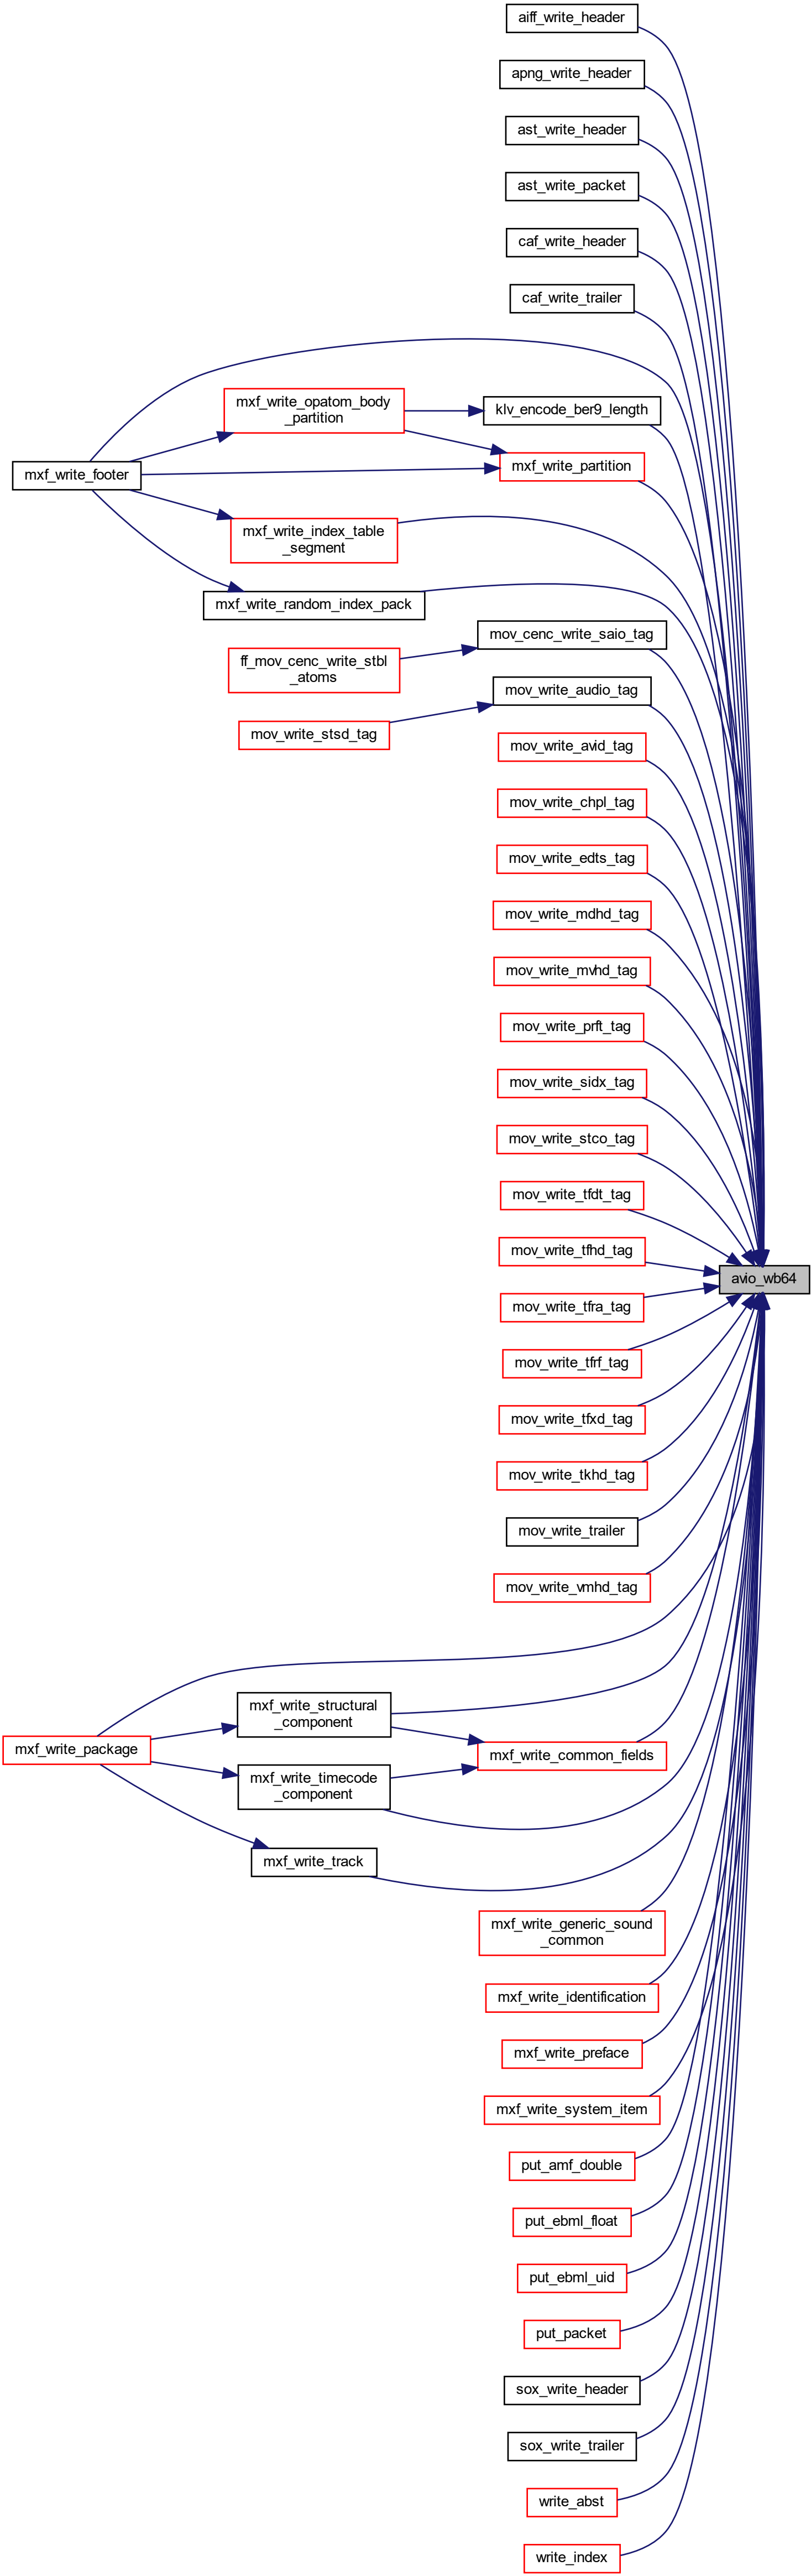 aiff_write_header
apng_write_header
ast_write_header
ast_write_packet
caf_write_header
caf_write_trailer
mxf_write_opatom_body
_partition
klv_encode_ber9_length
mxf_write_footer
mxf_write_partition
mxf_write_index_table
_segment
mxf_write_random_index_pack
mov_cenc_write_saio_tag
ff_mov_cenc_write_stbl
_atoms
mov_write_audio_tag
mov_write_stsd_tag
mov_write_avid_tag
mov_write_chpl_tag
mov_write_edts_tag
mov_write_mdhd_tag
mov_write_mvhd_tag
mov_write_prft_tag
mov_write_sidx_tag
mov_write_stco_tag
mov_write_tfdt_tag
mov_write_tfhd_tag
avio_wb64
mov_write_tfra_tag
mov_write_tfrf_tag
mov_write_tfxd_tag
mov_write_tkhd_tag
mov_write_trailer
mov_write_vmhd_tag
mxf_write_structural
_component
mxf_write_package
mxf_write_common_fields
mxf_write_timecode
_component
mxf_write_track
mxf_write_generic_sound
_common
mxf_write_identification
mxf_write_preface
mxf_write_system_item
put_amf_double
put_ebml_float
put_ebml_uid
put_packet
sox_write_header
sox_write_trailer
write_abst
write_index